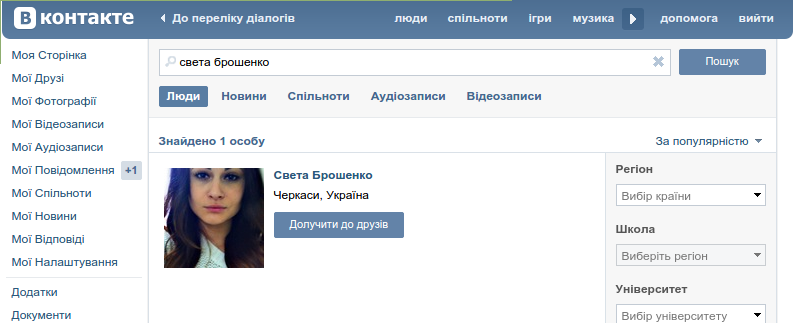 В контакте
До переліку діалогів
люди спільноти ігри музика допомога вийти
Моя Сторінка
Мої Друзі
Мої Фотографії
Мої Відеозаписи
Мої Аудіозаписи
Мої Повідомлення +1
Мої Спільноти
Мої Новини
Мої Відповіді
Мої Налаштування
Додатки
Документи
света брошенко
Пошук
Люди Новини Спільноти Аудіозаписи Відеозаписи
Знайдено 1 особу
За популярністю
Света Брошенко
Черкаси, Україна
Долучити до друзів
Регіон
Вибір країни
Школа
Виберіть регіон
Університет
Вибір університету